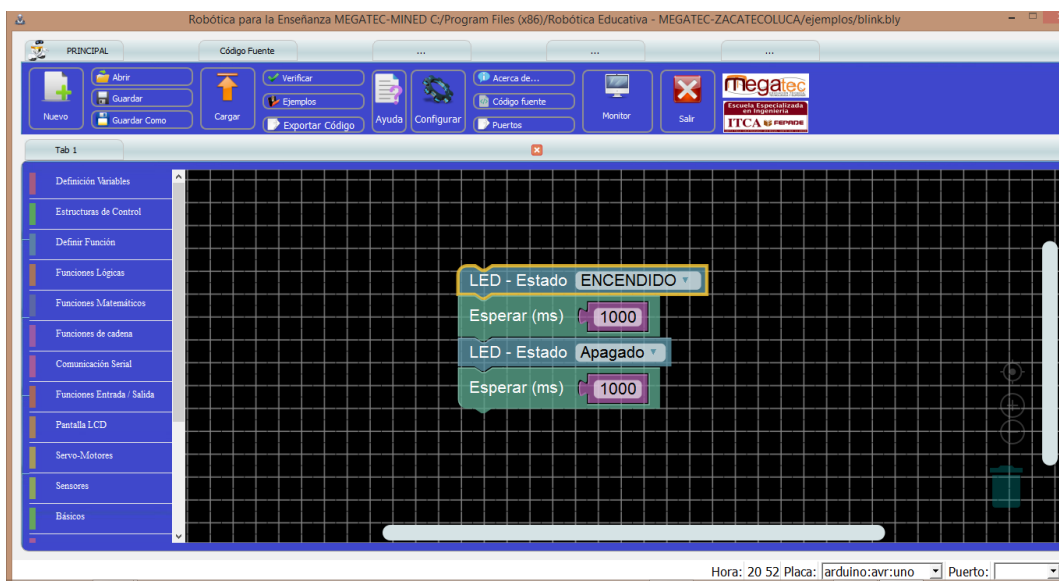 Robótica para la Enseñanza MEGATEC-MINED C:/Program Files (x86)/Robótica Educativa - MEGATEC-ZACATECOLUCA/ejemplos/blink.bly
PRINCIPAL
Código Fuente
...
...
...
Nuevo
Abrir
Guardar
Guardar Como
Cargar
Verificar
Ejemplos
Exportar Código
Ayuda
Configurar
Acerca de...
Código fuente
Puertos
Monitor
Salir
megatec
Escuela Especializada
en Ingeniería
ITCA FEPADE
Tab 1
Definición Variables
Estructuras de Control
Definir Función
Funciones Lógicas
Funciones Matemáticos
Funciones de cadena
Comunicación Serial
Funciones Entrada / Salida
Pantalla LCD
Servo-Motores
Sensores
Básicos
LED - Estado ENCENDIDO
Esperar (ms) 1000
LED - Estado Apagado
Esperar (ms) 1000
Hora: 20 52 Placa: arduino:avr:uno Puerto: